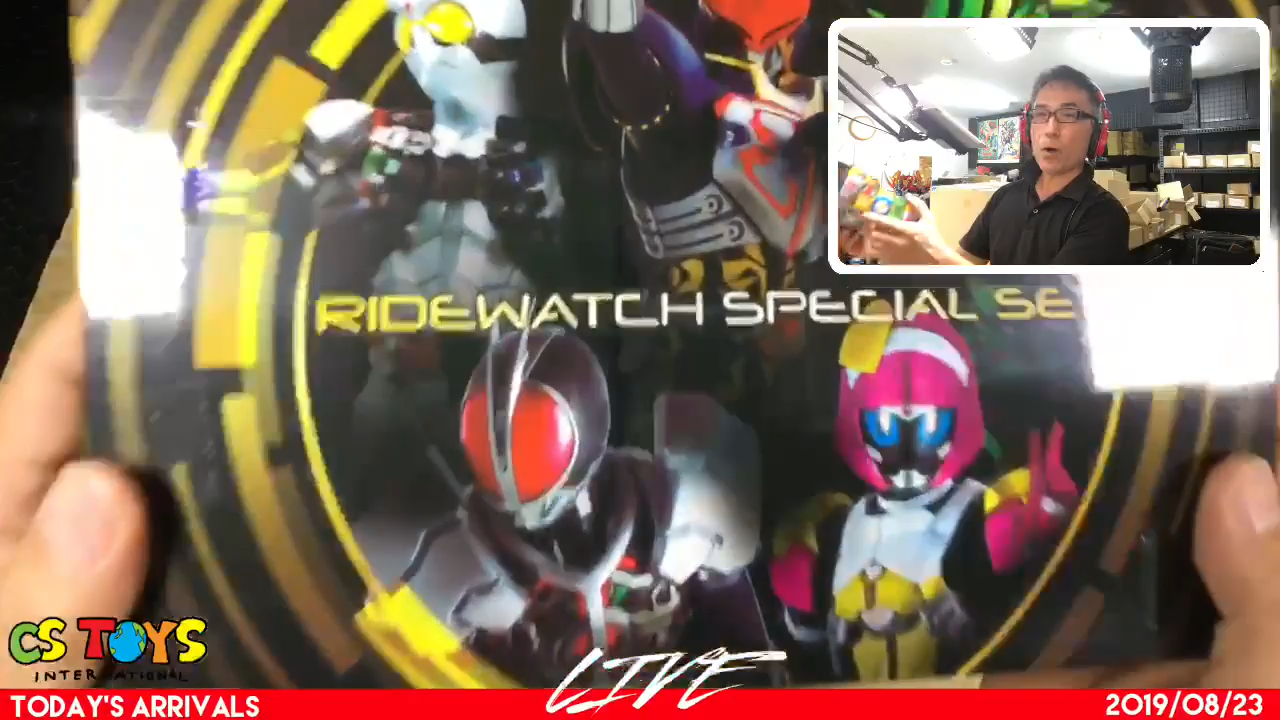 RIDEWATCH SPECIAL SE
CS TOYS
INTERNATIONAL
LIVE
TODAY'S ARRIVALS
2019/08/23